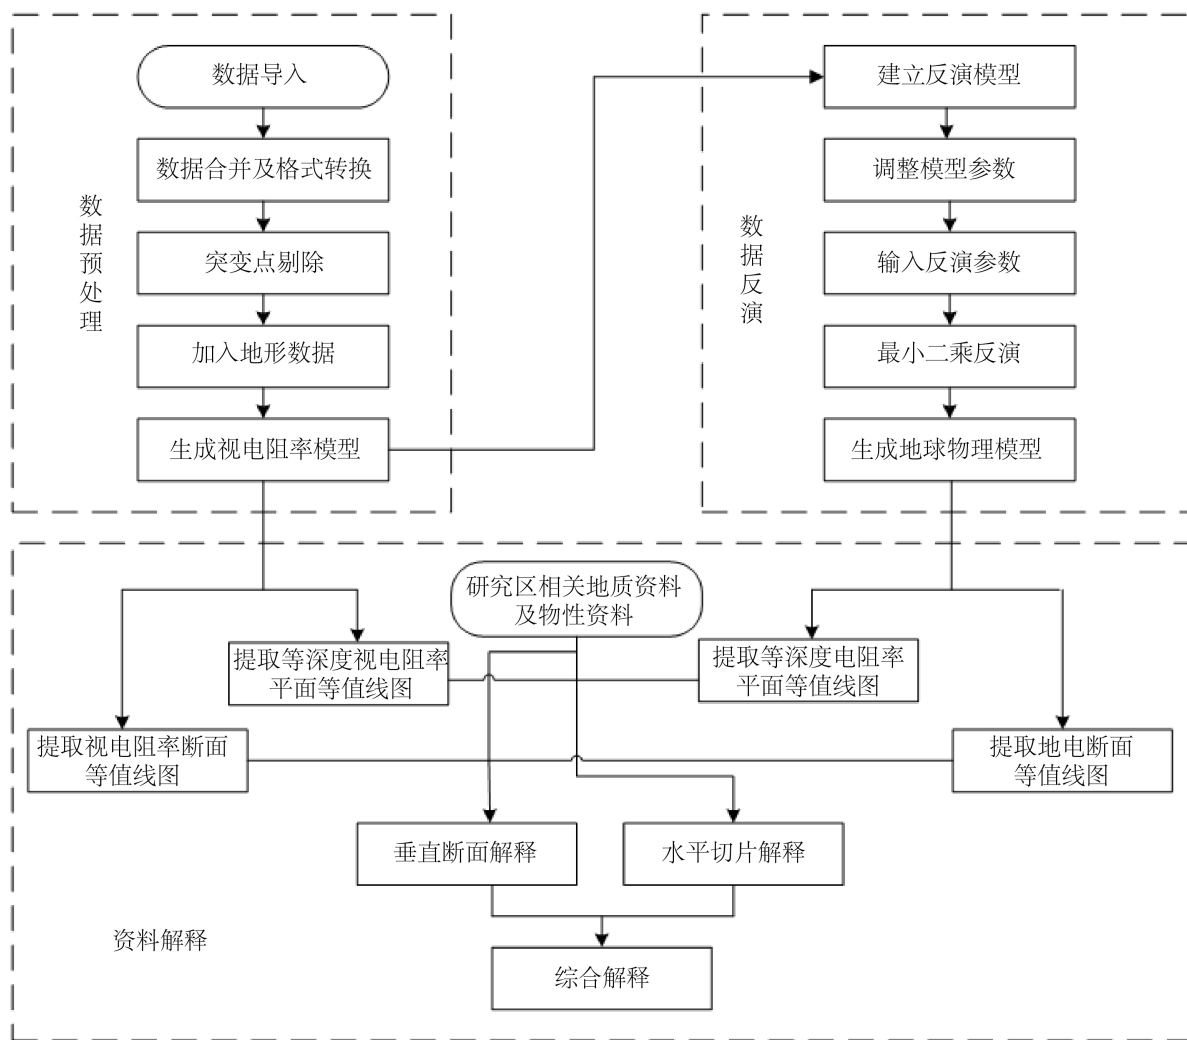 数据预处理
数据导入
数据合并及格式转换
突变点剔除
加入地形数据
生成视电阻率模型
数据反演
建立反演模型
调整模型参数
输入反演参数
最小二乘反演
生成地球物理模型
研究区相关地质资料
及物性资料
提取等深度视电阻率
平面等值线图
提取等深度电阻率
平面等值线图
提取视电阻率断面
等值线图
提取地电断面
等值线图
垂直断面解释
水平切片解释
资料解释
综合解释